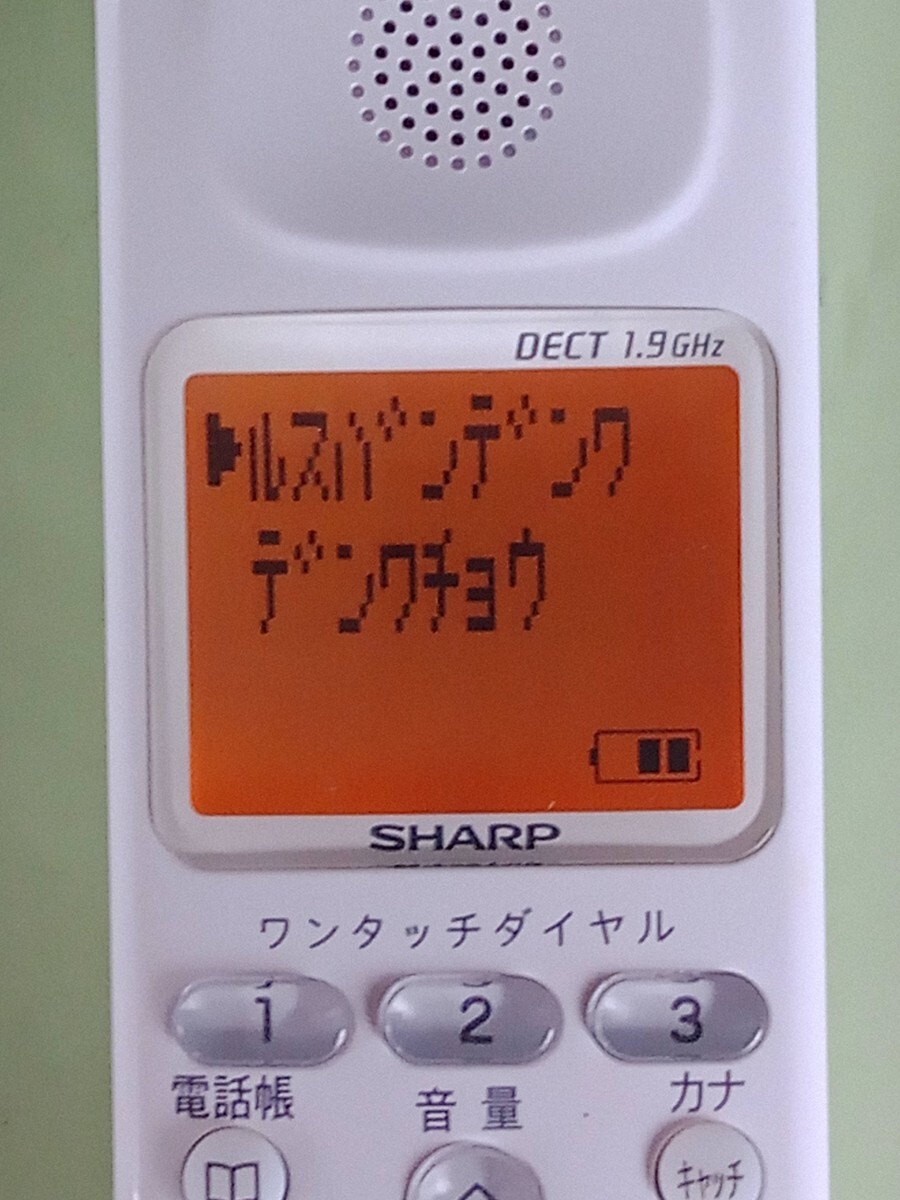 DECT 1.9GHz
▶ルスバンデンク
デンクチョウ
SHARP
ワンタッチダイヤル
1 2 3
電話帳 音量 カナ
キャッチ